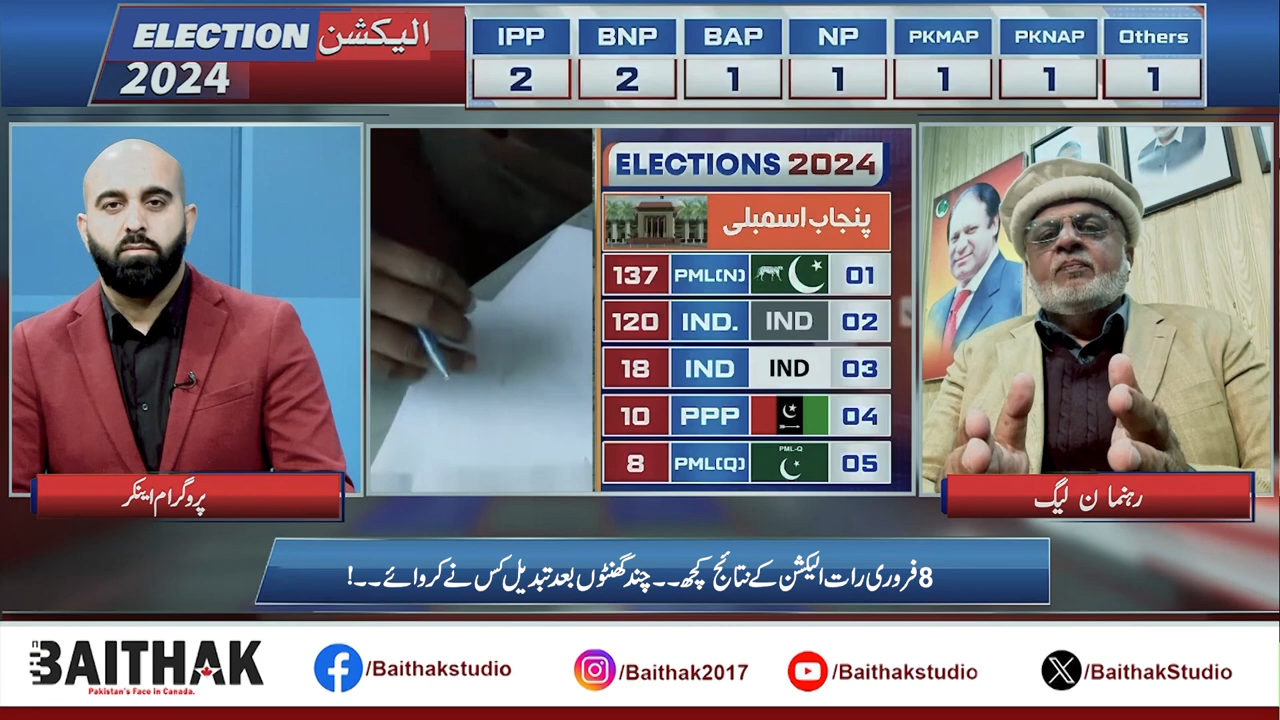 ELECTION الیکشن
2024
IPP BNP BAP NP PKMAP PKNAP Others
2 2 1 1 1 1 1
ELECTIONS 2024
پنجاب اسمبلی
137 PML(N) 01
120 IND. IND 02
18 IND IND 03
10 PPP 04
8 PML(Q) PML-Q 05
پروگرام اینکر
رہنما ن لیگ
8 فروری رات الیکشن کے نتائج کچھ۔۔ چند گھنٹوں بعد تبدیل کس نے کروائے۔۔!
BAITHAK
Pakistan's Face in Canada.
/Baithakstudio /Baithak2017 /Baithakstudio /BaithakStudio